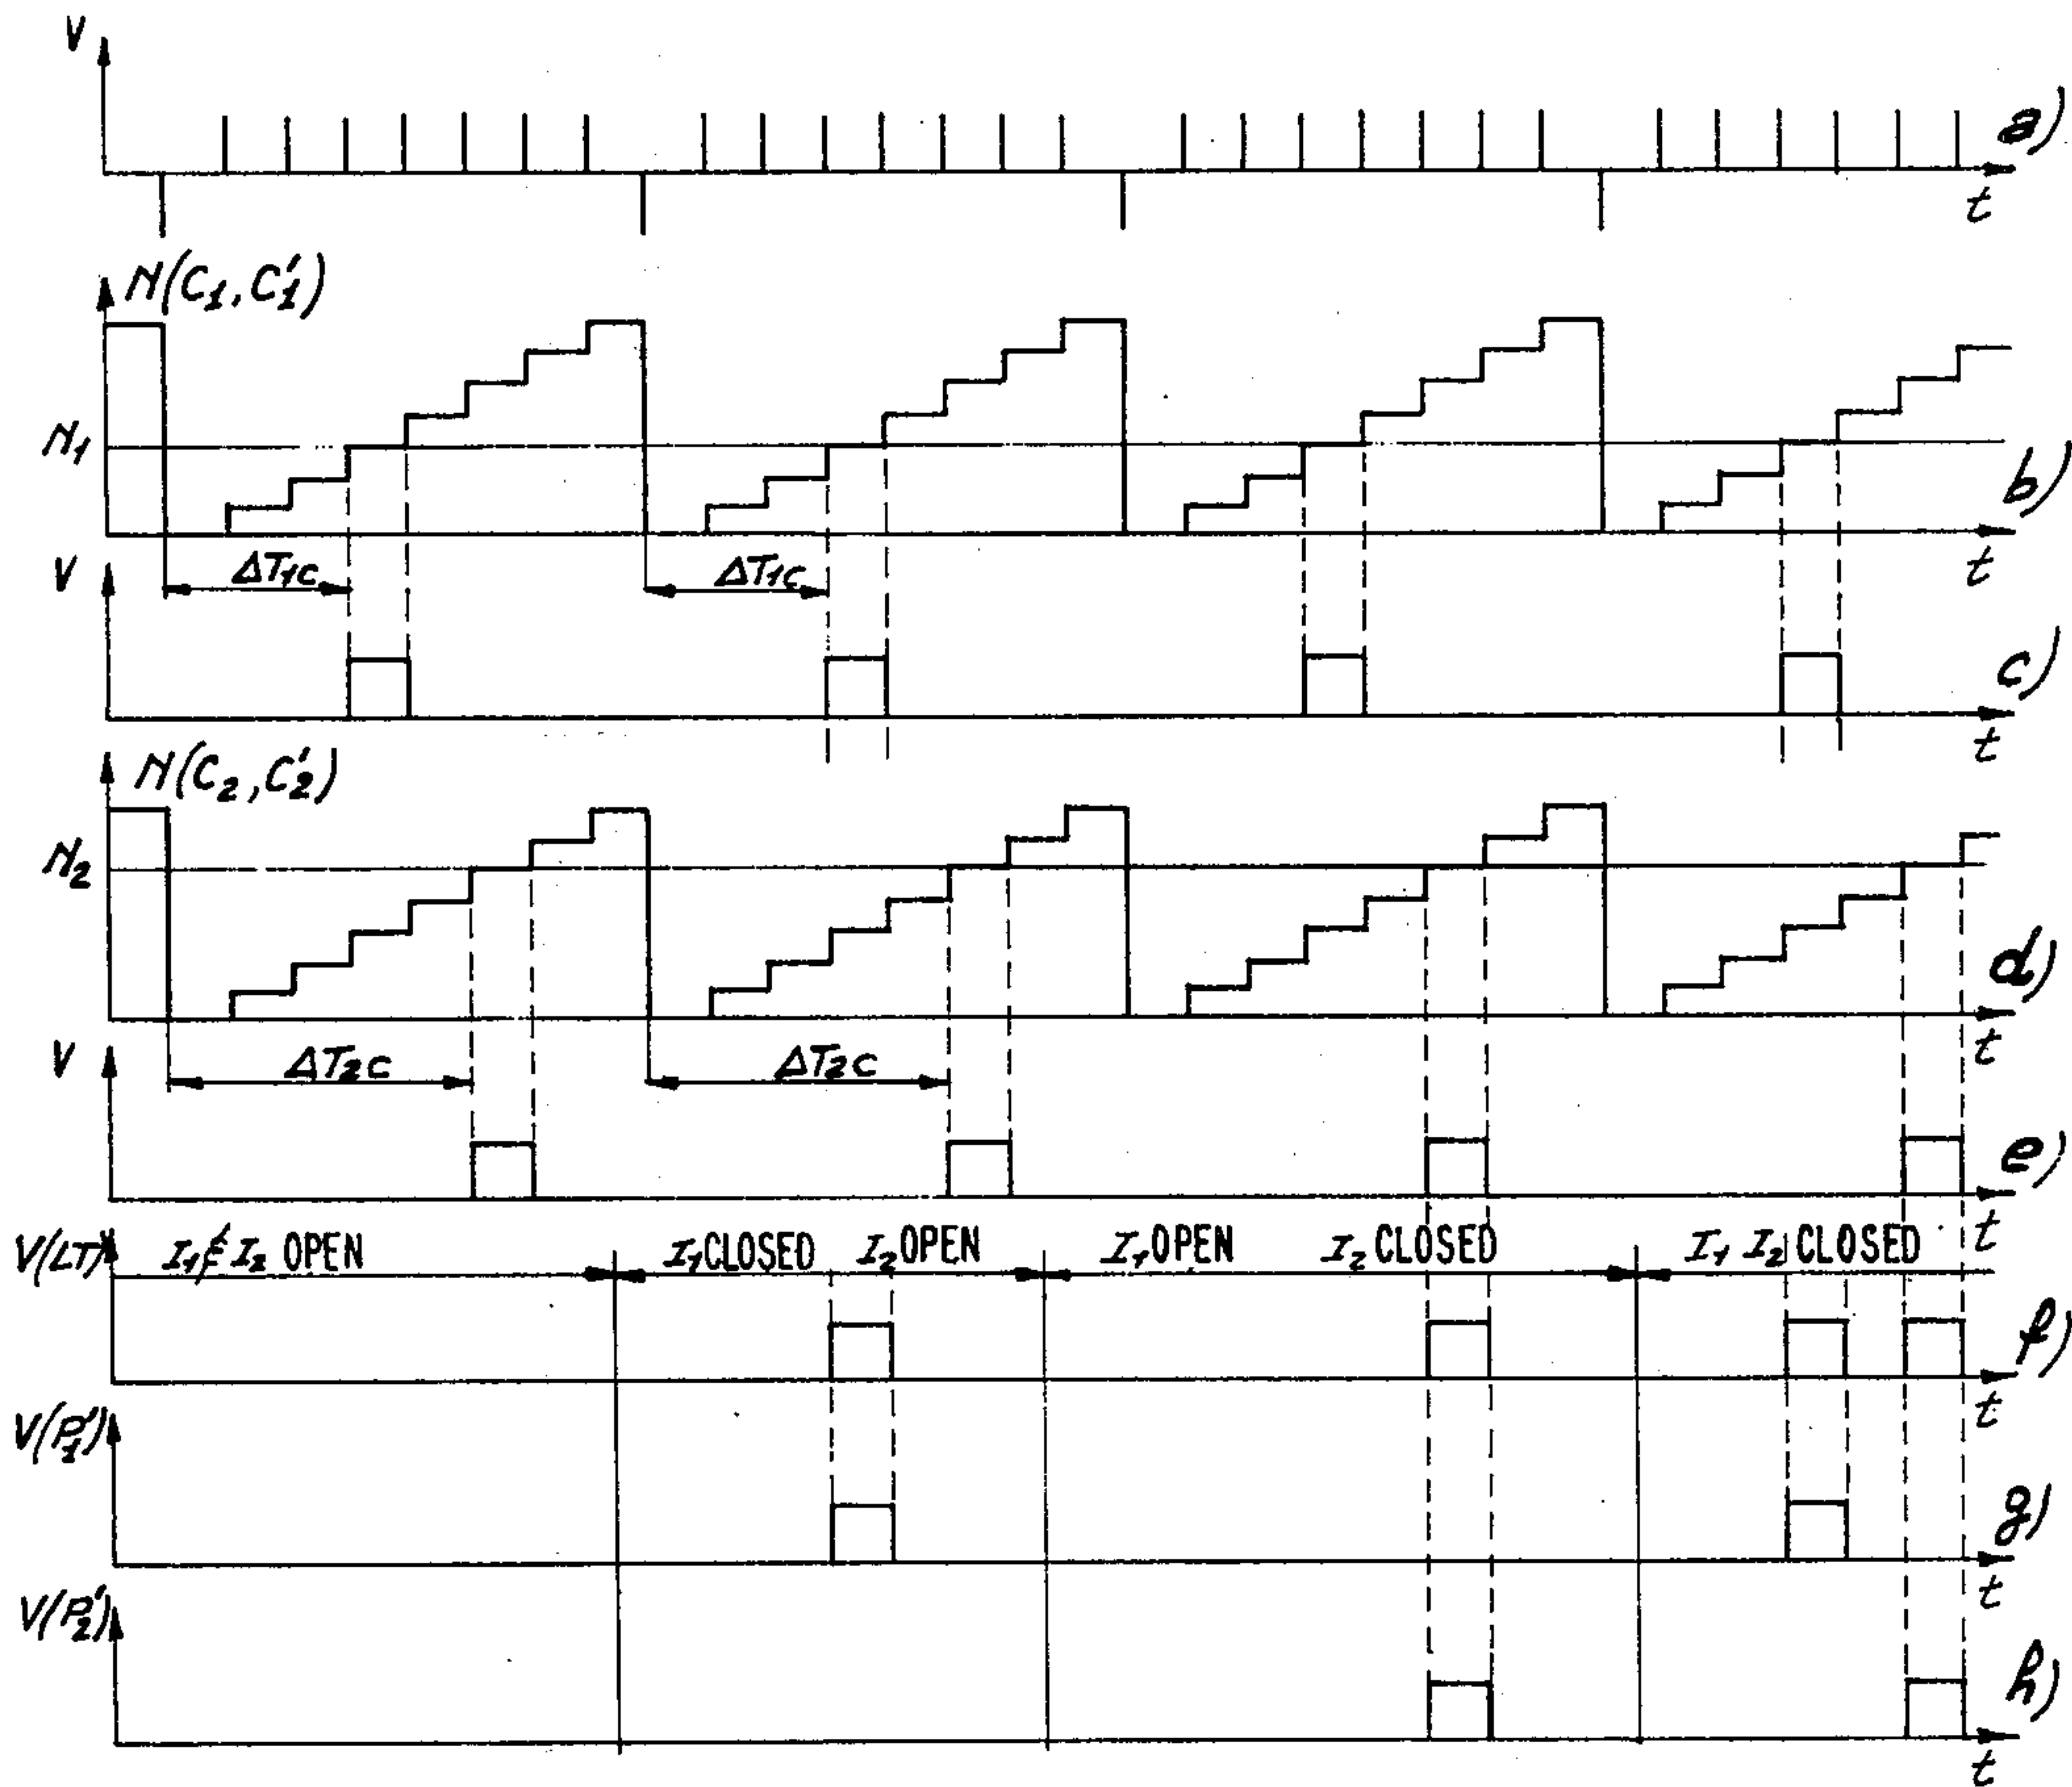 V
a)
t
N(C1, C'1)
N1
b)
t
V
ΔT1c ΔT1c
c)
t
N(C2, C'2)
N2
d)
t
V
ΔT2c ΔT2c
e)
t
V(LT) I1 & I2 OPEN I1 CLOSED I2 OPEN I1 OPEN I2 CLOSED I1 I2 CLOSED
f)
t
V(P'1)
g)
t
V(P'2)
h)
t